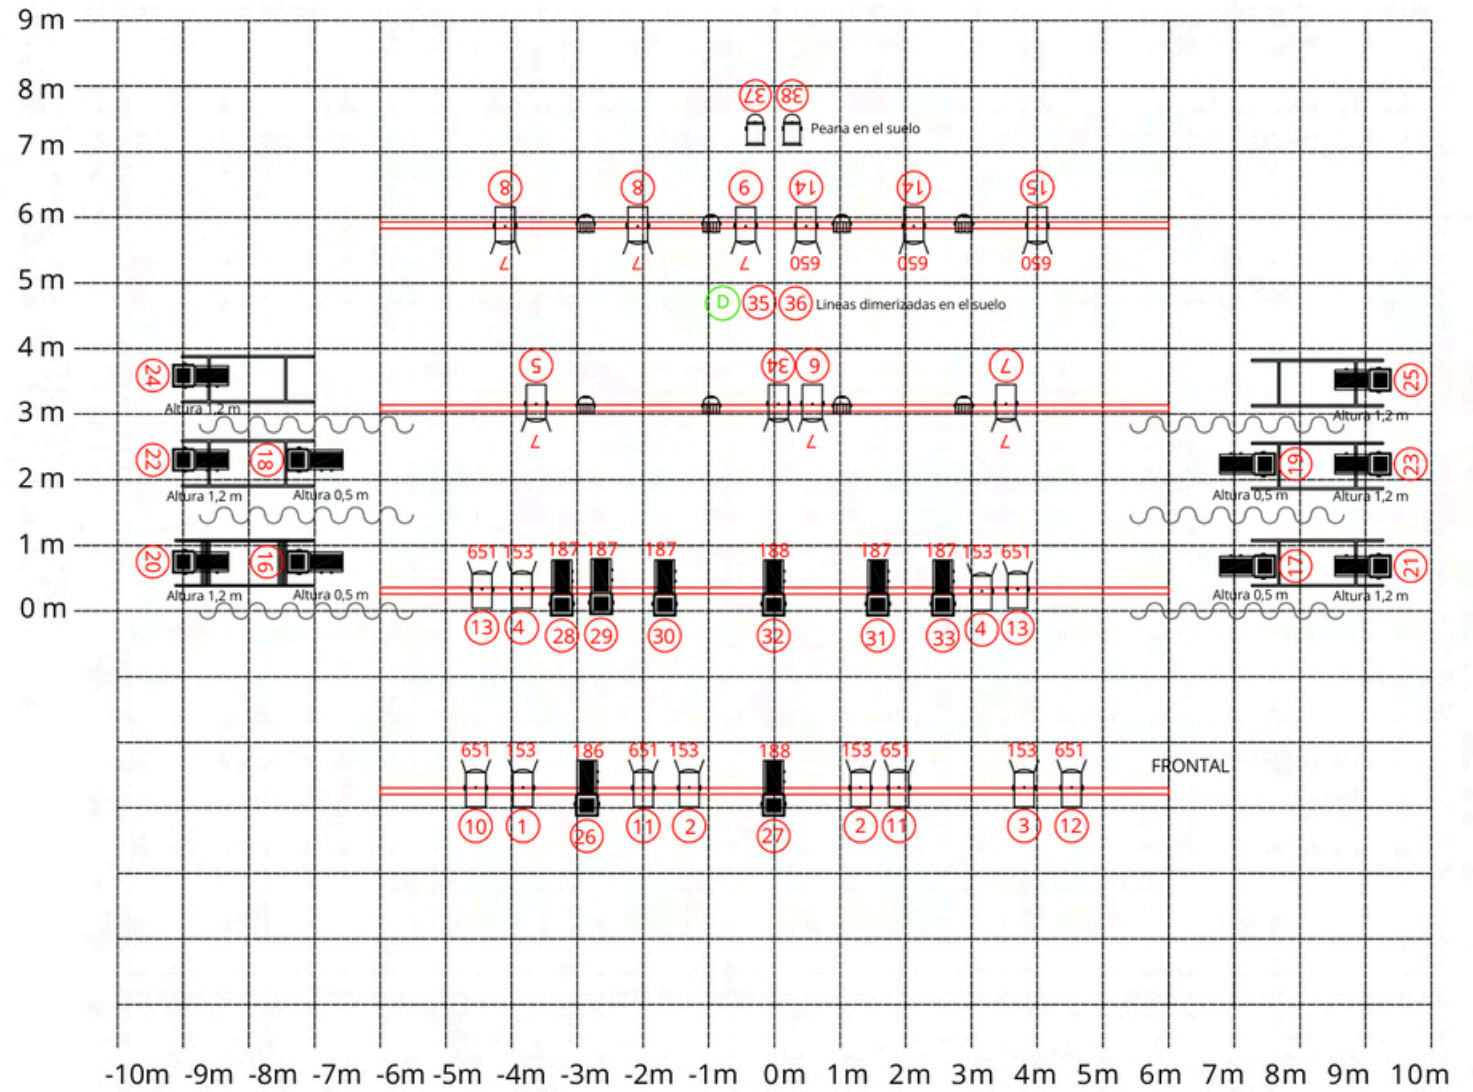 9 m
8 m
37 38
Peana en el suelo
7 m
8 8 9 14 14 15
6 m
7 7 7 650 650 650
5 m
D 35 36 Lineas dimerizadas en el suelo
4 m
24 5 34 6 7 25
Altura 1,2 m Altura 1,2 m
3 m
7 7 7
22 18 19 23
2 m
Altura 1,2 m Altura 0,5 m Altura 0,5 m Altura 1,2 m
1 m
651 153 187 187 187 188 187 187 153 651
20 16 17 21
Altura 1,2 m Altura 0,5 m Altura 0,5 m Altura 1,2 m
0 m
13 4 28 29 30 32 31 33 4 13
651 153 186 651 153 188 153 651 153 651
FRONTAL
10 1 26 11 2 27 2 11 3 12
-10m -9m -8m -7m -6m -5m -4m -3m -2m -1m 0m 1m 2m 3m 4m 5m 6m 7m 8m 9m 10m